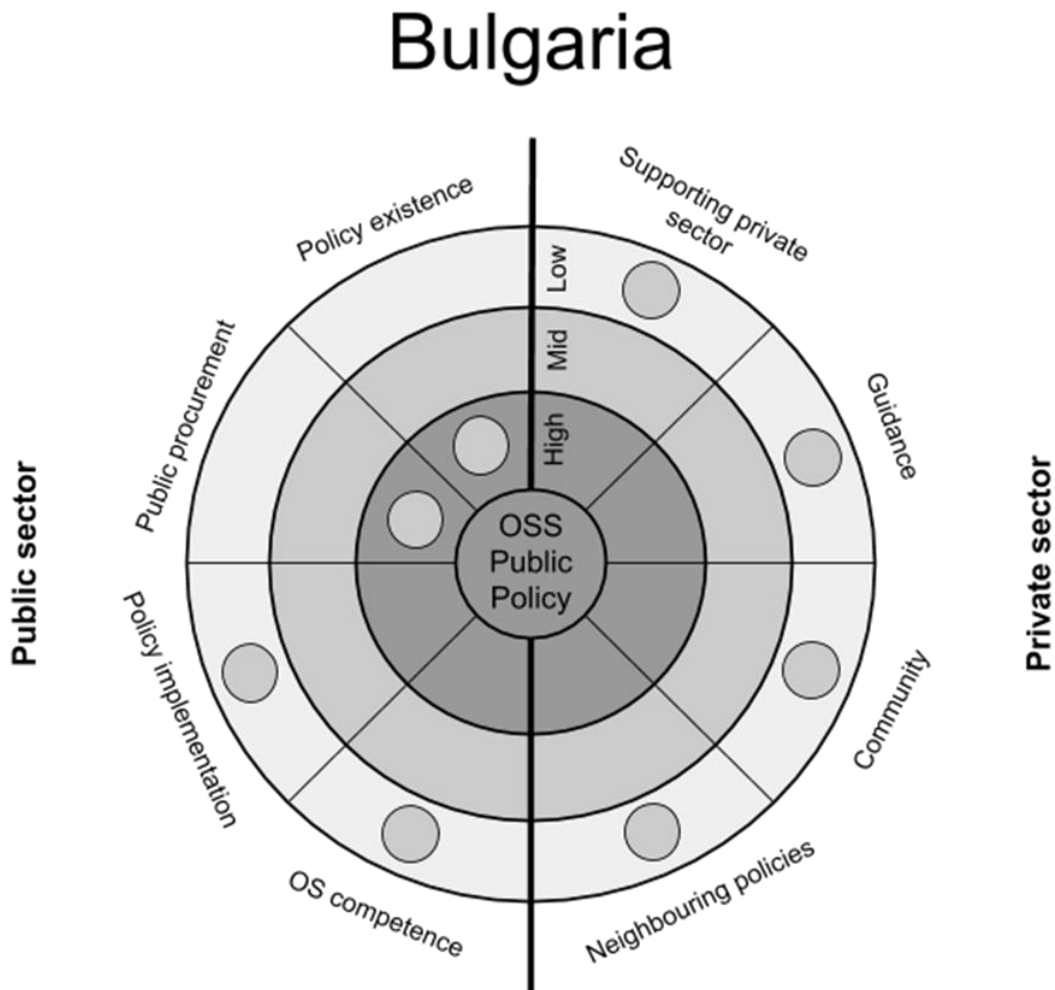 Bulgaria
Supporting private
sector
Policy existence
Low
Mid
High
Public procurement
Guidance
Public sector
Private sector
OSS
Public
Policy
Policy implementation
Community
OS competence
Neighbouring policies